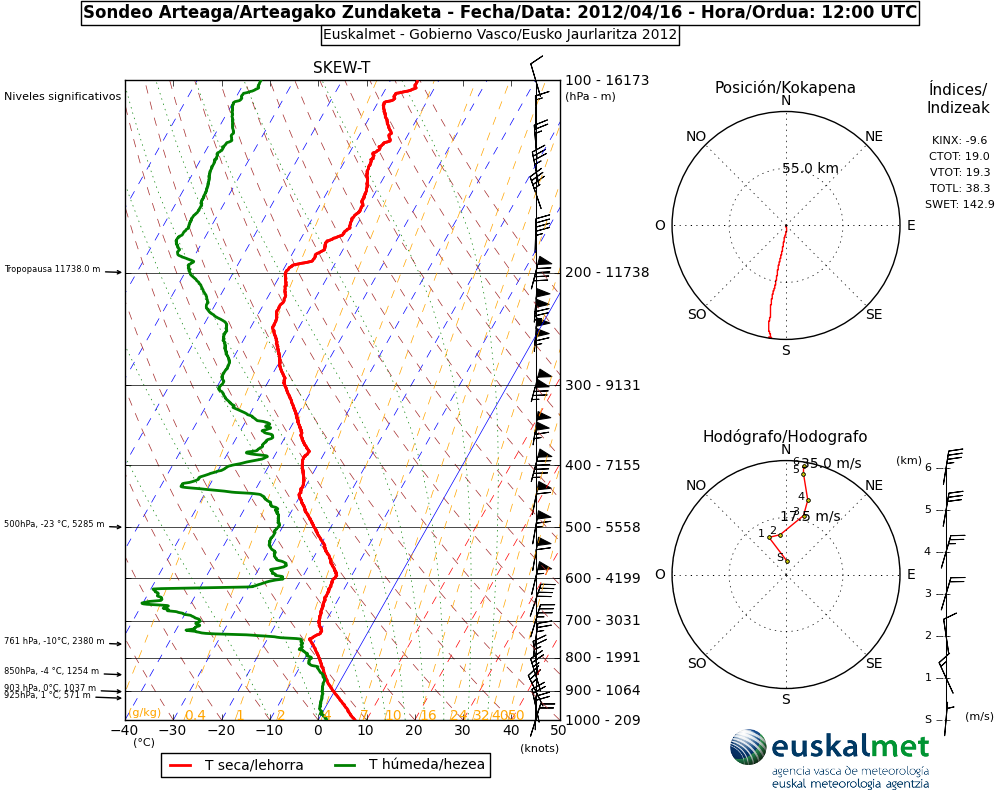 Sondeo Arteaga/Arteagako Zundaketa - Fecha/Data: 2012/04/16 - Hora/Ordua: 12:00 UTC
Euskalmet - Gobierno Vasco/Eusko Jaurlaritza 2012
SKEW-T
Niveles significativos
Tropopausa 11738.0 m
500hPa, -23 °C, 5285 m
761 hPa, -10°C, 2380 m
850hPa, -4 °C, 1254 m
903 hPa, 0°C, 1037 m
925hPa, 1 °C, 571 m
100 - 16173
(hPa - m)
200 - 11738
300 - 9131
400 - 7155
500 - 5558
600 - 4199
700 - 3031
800 - 1991
900 - 1064
1000 - 209
(g/kg) 0.4 1 2 4 7 10 16 24 32 40 50
−40 −30 −20 −10 0 10 20 30 40 50
(°C)
(knots)
T seca/lehorra T húmeda/hezea
Posición/Kokapena
N
NO NE
55.0 km
O E
SO SE
S
Índices/
Indizeak
KINX: -9.6
CTOT: 19.0
VTOT: 19.3
TOTL: 38.3
SWET: 142.9
Hodógrafo/Hodografo
N
6 35.0 m/s
5
NO NE
4
3
17.5 m/s
1 2
S
O E
SO SE
S
(km)
6
5
4
3
2
1
S
(m/s)
euskalmet
agencia vasca de meteorología
euskal meteorologia agentzia